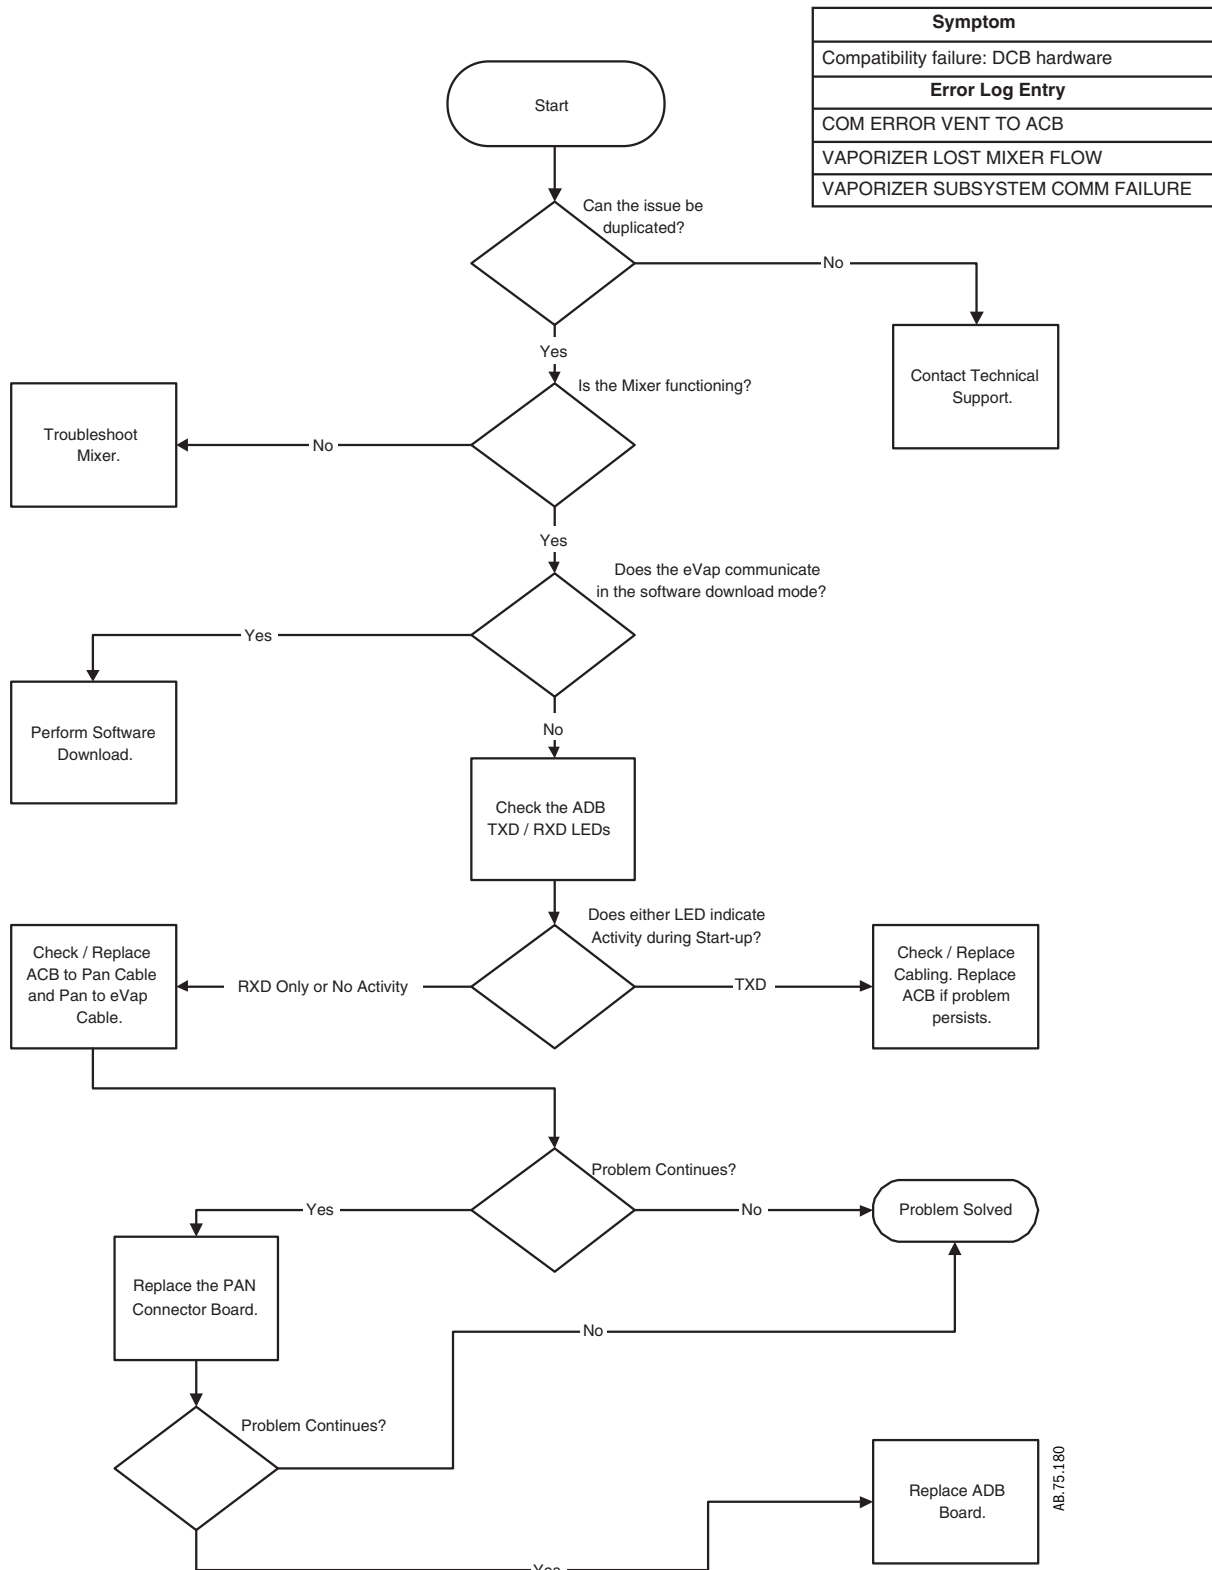 Symptom
Compatibility failure: DCB hardware
Error Log Entry
COM ERROR VENT TO ACB
VAPORIZER LOST MIXER FLOW
VAPORIZER SUBSYSTEM COMM FAILURE
Start
Can the issue be
duplicated?
No
Yes
Contact Technical
Support.
Is the Mixer functioning?
No
Troubleshoot
Mixer.
Yes
Does the eVap communicate
in the software download mode?
Yes
Perform Software
Download.
No
Check the ADB
TXD / RXD LEDs
Does either LED indicate
Activity during Start-up?
RXD Only or No Activity
TXD
Check / Replace
ACB to Pan Cable
and Pan to eVap
Cable.
Check / Replace
Cabling. Replace
ACB if problem
persists.
Problem Continues?
Yes
No
Problem Solved
Replace the PAN
Connector Board.
No
Problem Continues?
Replace ADB
Board.
AB.75.180
Yes